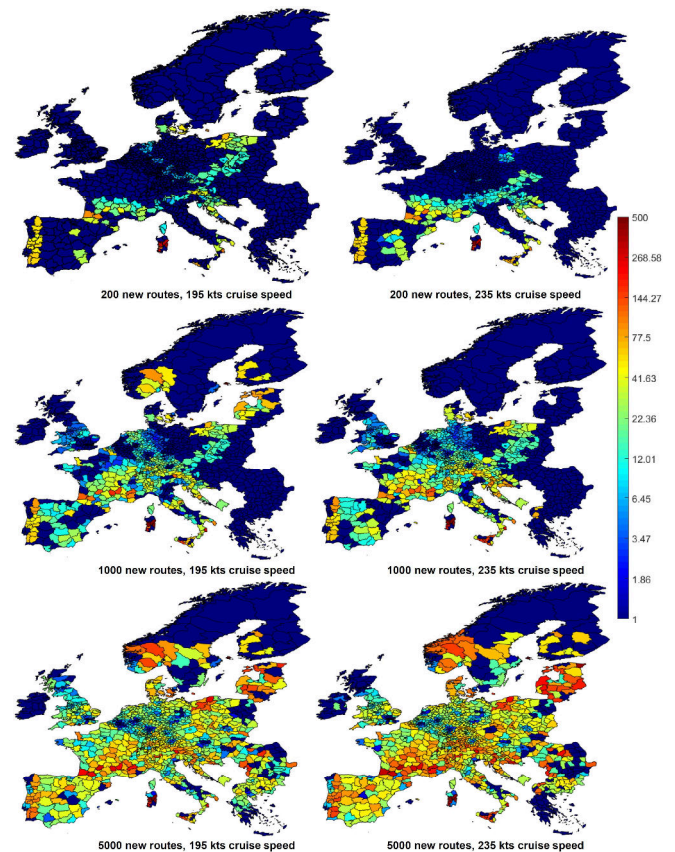 200 new routes, 195 kts cruise speed
200 new routes, 235 kts cruise speed
500
268.58
144.27
77.5
41.63
22.36
12.01
6.45
3.47
1.86
1
1000 new routes, 195 kts cruise speed
1000 new routes, 235 kts cruise speed
5000 new routes, 195 kts cruise speed
5000 new routes, 235 kts cruise speed